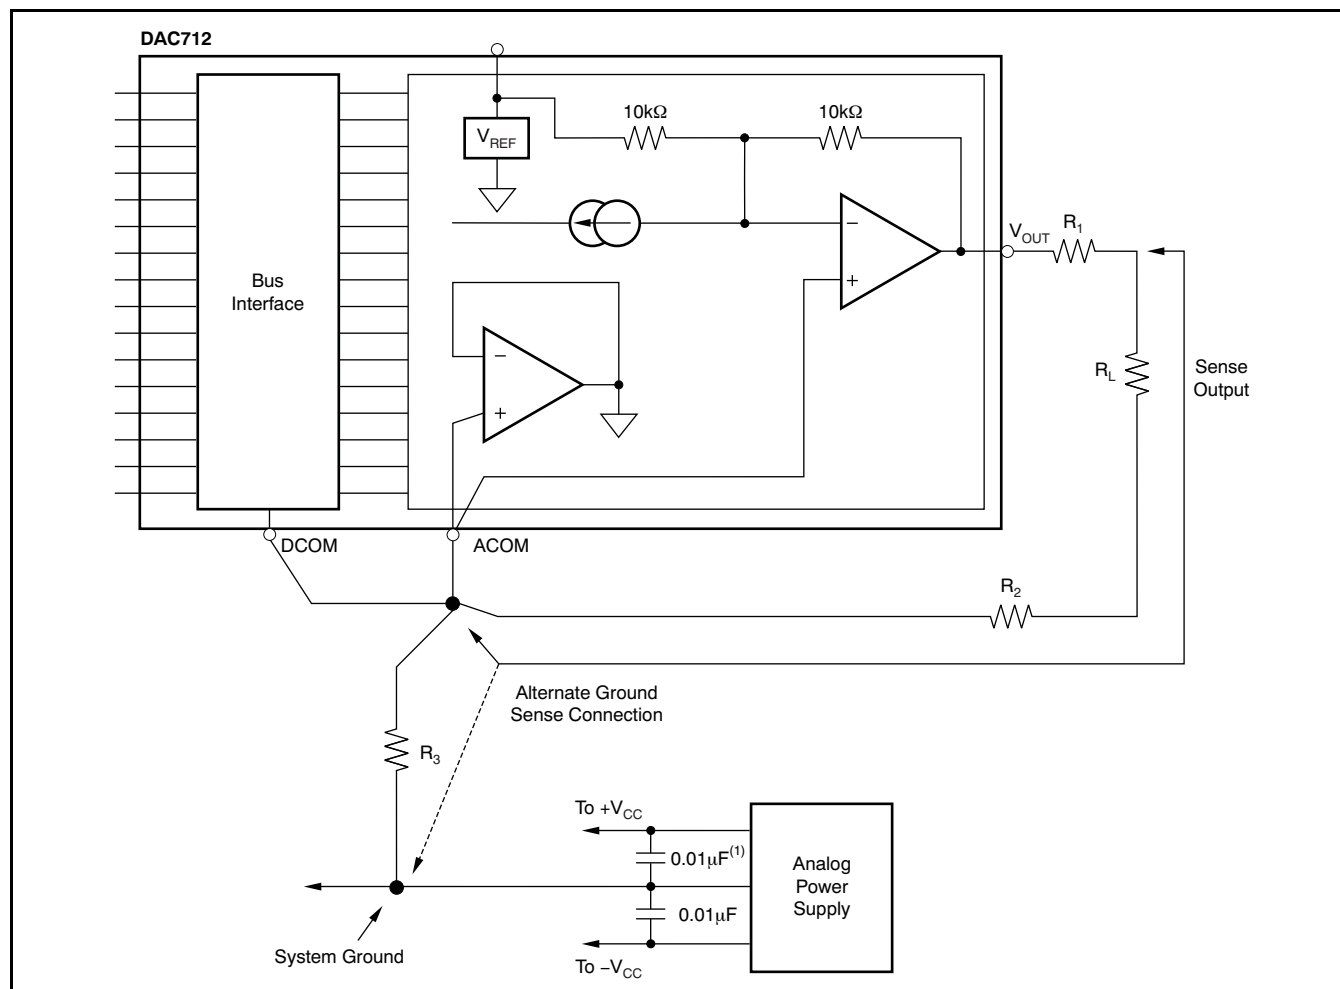 DAC712
10kΩ
10kΩ
V_REF
−
+
V_OUT
R_1
Bus
Interface
−
+
R_L
Sense
Output
DCOM
ACOM
R_2
Alternate Ground
Sense Connection
R_3
To +V_CC
0.01µF^(1)
Analog
Power
Supply
0.01µF
System Ground
To −V_CC